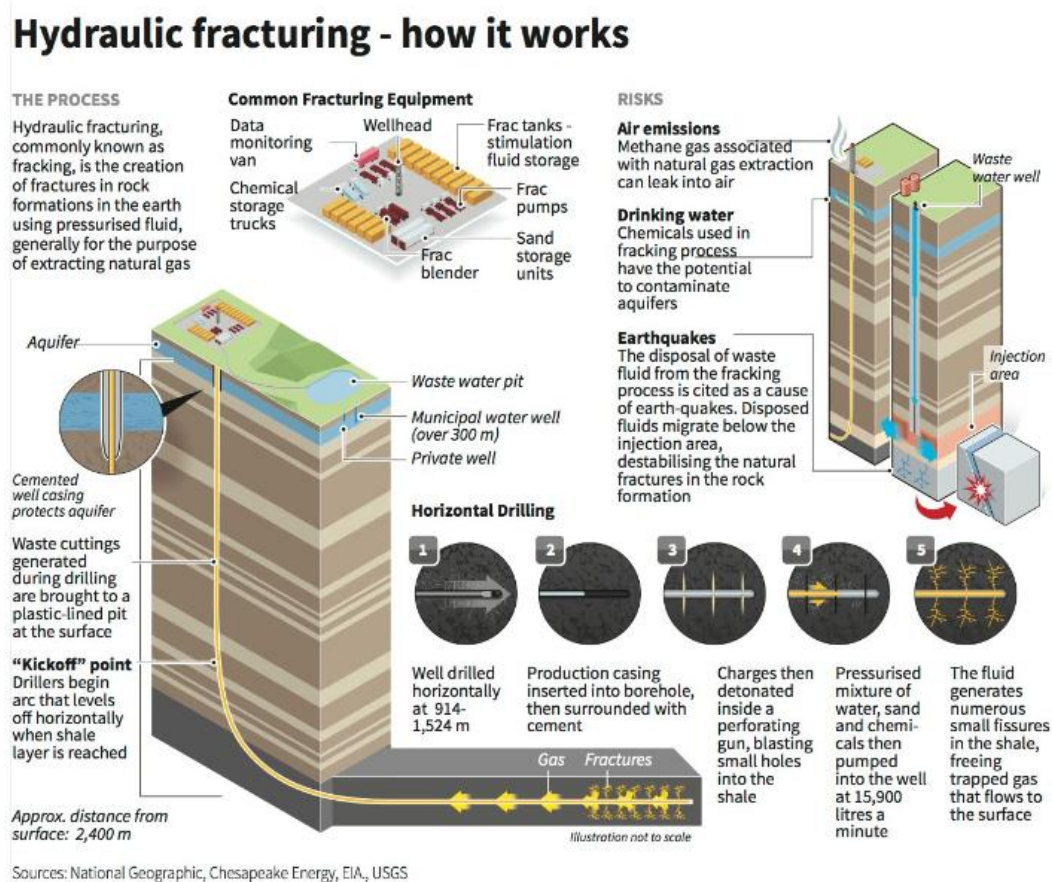 Hydraulic fracturing - how it works
THE PROCESS
Hydraulic fracturing,
commonly known as
fracking, is the creation
of fractures in rock
formations in the earth
using pressurised fluid,
generally for the purpose
of extracting natural gas
Common Fracturing Equipment
Data
monitoring
van
Wellhead
Frac tanks -
stimulation
fluid storage
Chemical
storage
trucks
Frac
pumps
Frac
blender
Sand
storage
units
RISKS
Air emissions
Methane gas associated
with natural gas extraction
can leak into air
Drinking water
Chemicals used in
fracking process
have the potential
to contaminate
aquifers
Earthquakes
The disposal of waste
fluid from the fracking
process is cited as a cause
of earth-quakes. Disposed
fluids migrate below the
injection area,
destabilising the natural
fractures in the rock
formation
Waste
water well
Injection
area
Aquifer
Waste water pit
Municipal water well
(over 300 m)
Private well
Cemented
well casing
protects aquifer
Waste cuttings
generated
during drilling
are brought to a
plastic-lined pit
at the surface
"Kickoff" point
Drillers begin
arc that levels
off horizontally
when shale
layer is reached
Approx. distance from
surface: 2,400 m
Horizontal Drilling
1
2
3
4
5
Well drilled
horizontally
at 914-
1,524 m
Production casing
inserted into borehole,
then surrounded with
cement
Charges then
detonated
inside a
perforating
gun, blasting
small holes
into the
shale
Pressurised
mixture of
water, sand
and chemi-
cals then
pumped
into the well
at 15,900
litres a
minute
The fluid
generates
numerous
small fissures
in the shale,
freeing
trapped gas
that flows to
the surface
Gas
Fractures
Illustration not to scale
Sources: National Geographic, Chesapeake Energy, EIA., USGS